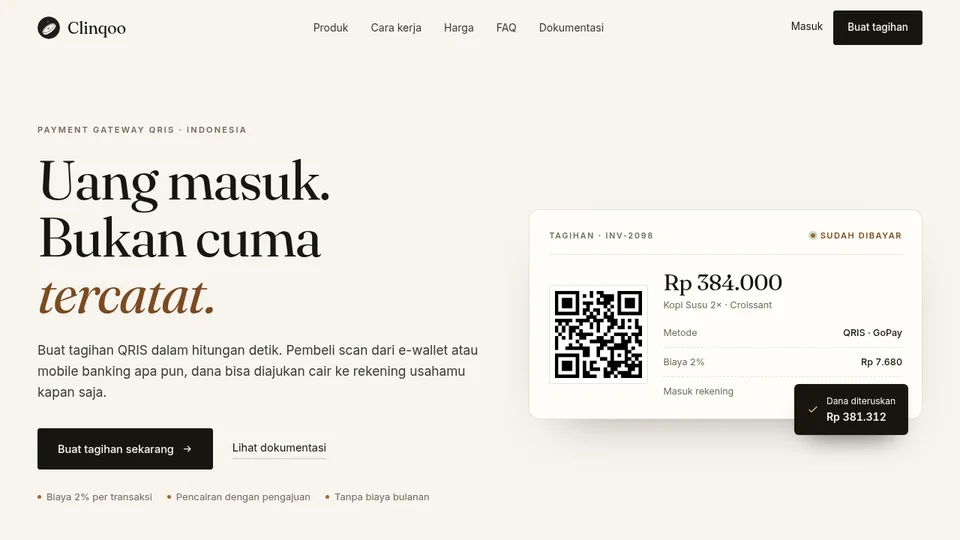 Clinqoo
Produk Cara kerja Harga FAQ Dokumentasi
Masuk Buat tagihan
PAYMENT GATEWAY QRIS · INDONESIA
Uang masuk.
Bukan cuma
tercatat.
Buat tagihan QRIS dalam hitungan detik. Pembeli scan dari e-wallet atau
mobile banking apa pun, dana bisa diajukan cair ke rekening usahamu
kapan saja.
Buat tagihan sekarang → Lihat dokumentasi
Biaya 2% per transaksi Pencairan dengan pengajuan Tanpa biaya bulanan
TAGIHAN · INV-2098 SUDAH DIBAYAR
Rp 384.000
Kopi Susu 2× · Croissant
Metode QRIS · GoPay
Biaya 2% Rp 7.680
Masuk rekening
Dana diteruskan
Rp 381.312